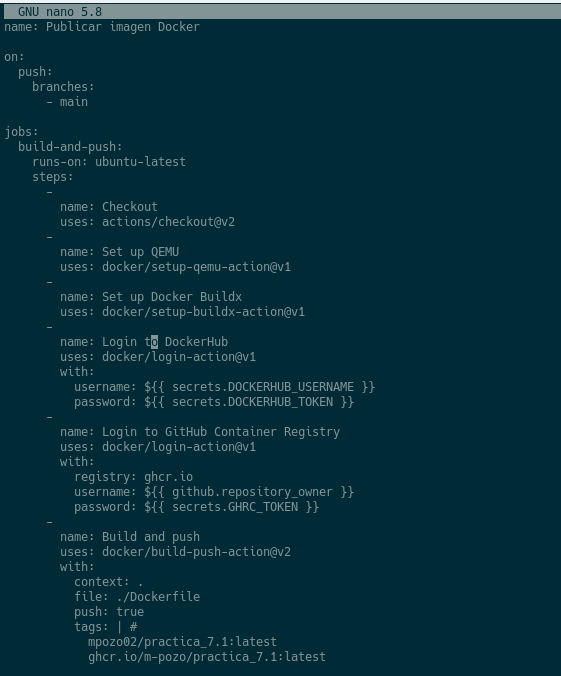 GNU nano 5.8
name: Publicar imagen Docker
on:
push:
branches:
- main
jobs:
build-and-push:
runs-on: ubuntu-latest
steps:
-
name: Checkout
uses: actions/checkout@v2
-
name: Set up QEMU
uses: docker/setup-qemu-action@v1
-
name: Set up Docker Buildx
uses: docker/setup-buildx-action@v1
-
name: Login to DockerHub
uses: docker/login-action@v1
with:
username: ${{ secrets.DOCKERHUB_USERNAME }}
password: ${{ secrets.DOCKERHUB_TOKEN }}
-
name: Login to GitHub Container Registry
uses: docker/login-action@v1
with:
registry: ghcr.io
username: ${{ github.repository_owner }}
password: ${{ secrets.GHRC_TOKEN }}
-
name: Build and push
uses: docker/build-push-action@v2
with:
context: .
file: ./Dockerfile
push: true
tags: | #
mpozo02/practica_7.1:latest
ghcr.io/m-pozo/practica_7.1:latest